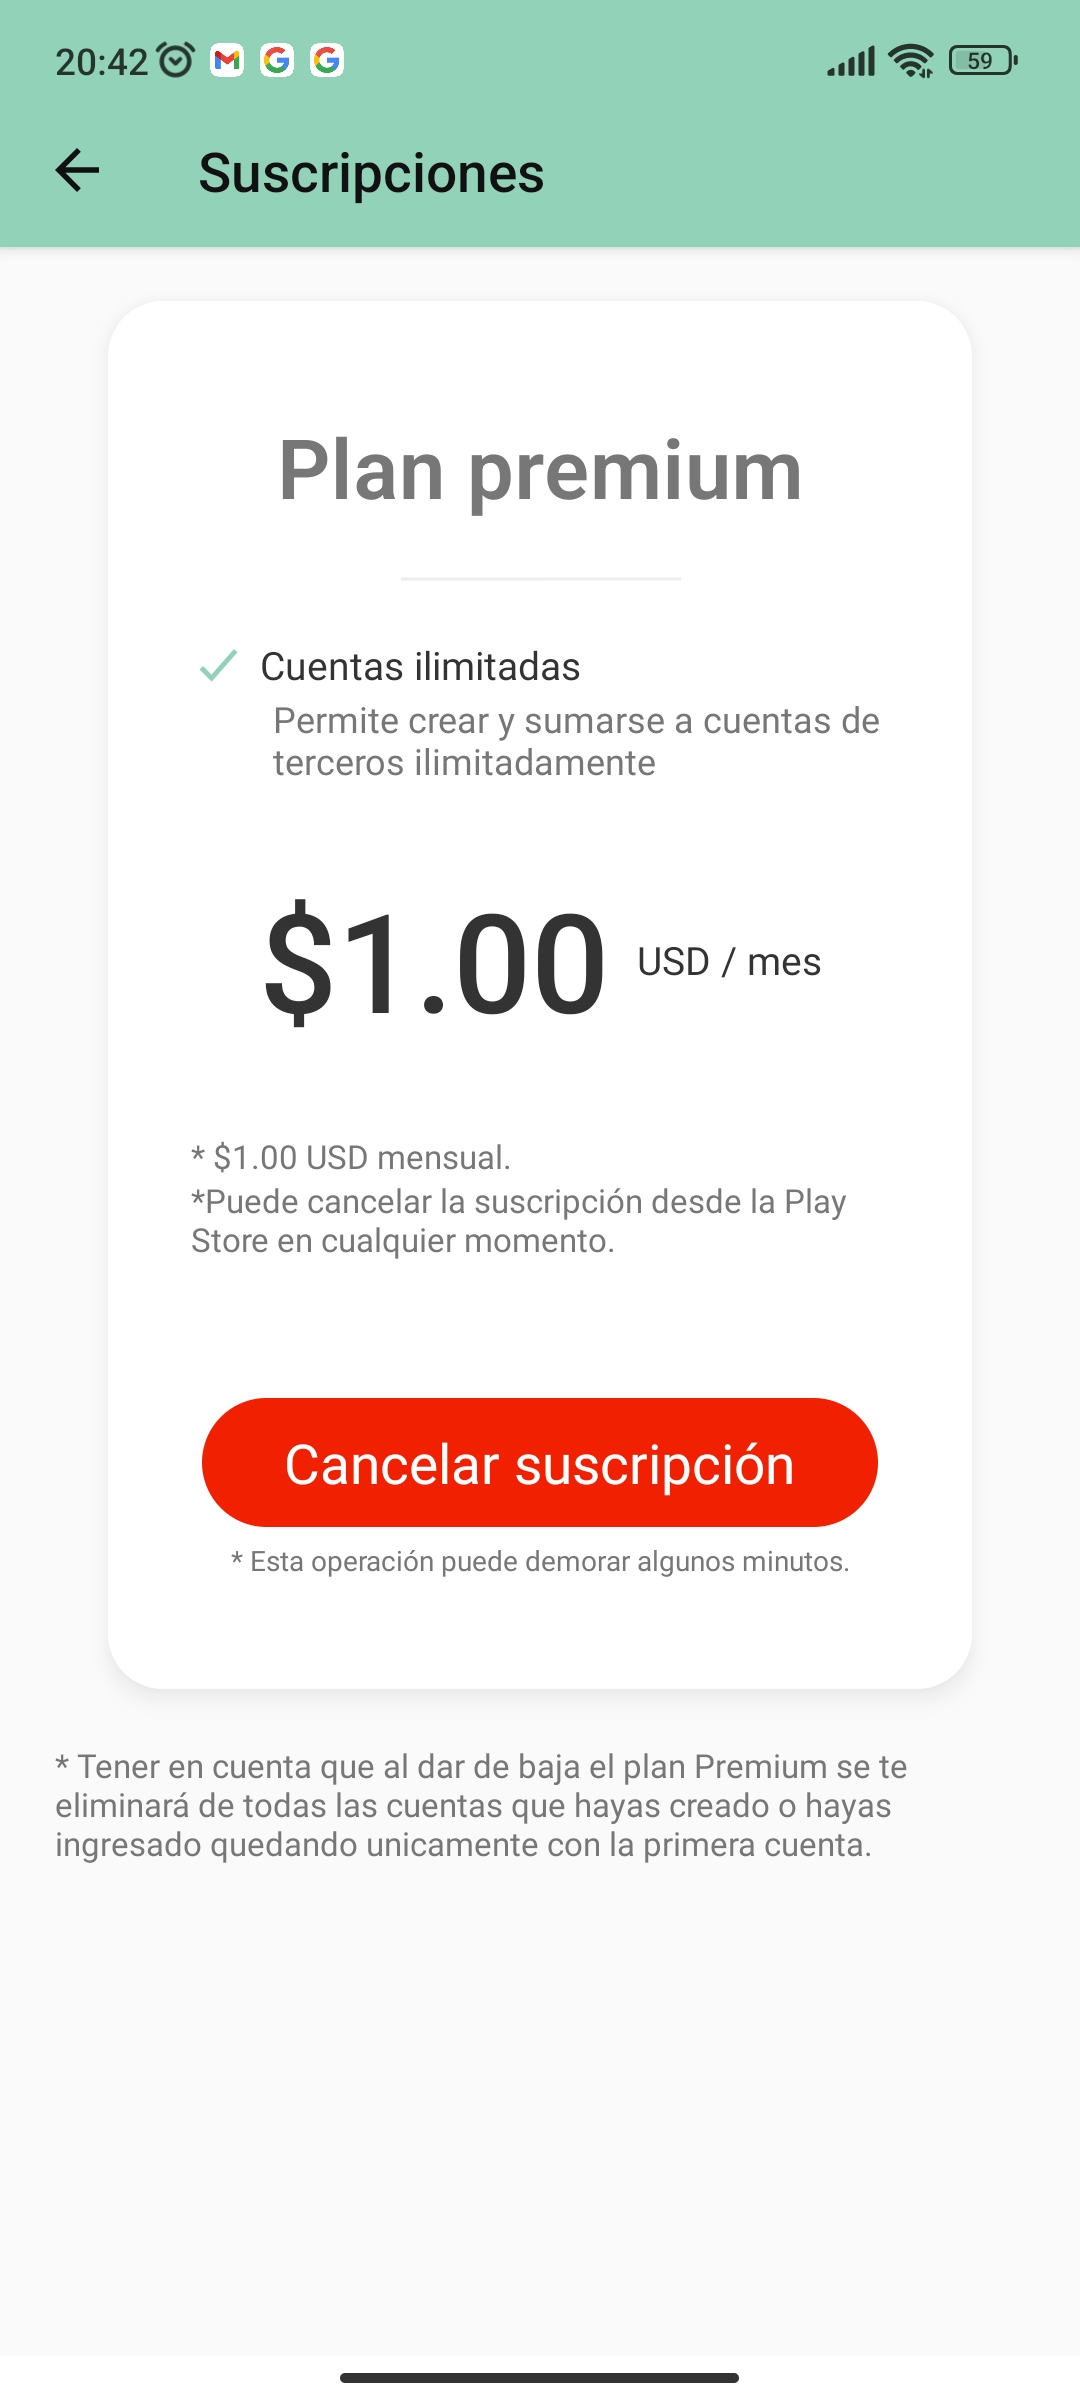 20:42
59
Suscripciones
Plan premium
Cuentas ilimitadas
Permite crear y sumarse a cuentas de
terceros ilimitadamente
$1.00 USD / mes
* $1.00 USD mensual.
*Puede cancelar la suscripción desde la Play
Store en cualquier momento.
Cancelar suscripción
* Esta operación puede demorar algunos minutos.
* Tener en cuenta que al dar de baja el plan Premium se te
eliminará de todas las cuentas que hayas creado o hayas
ingresado quedando unicamente con la primera cuenta.